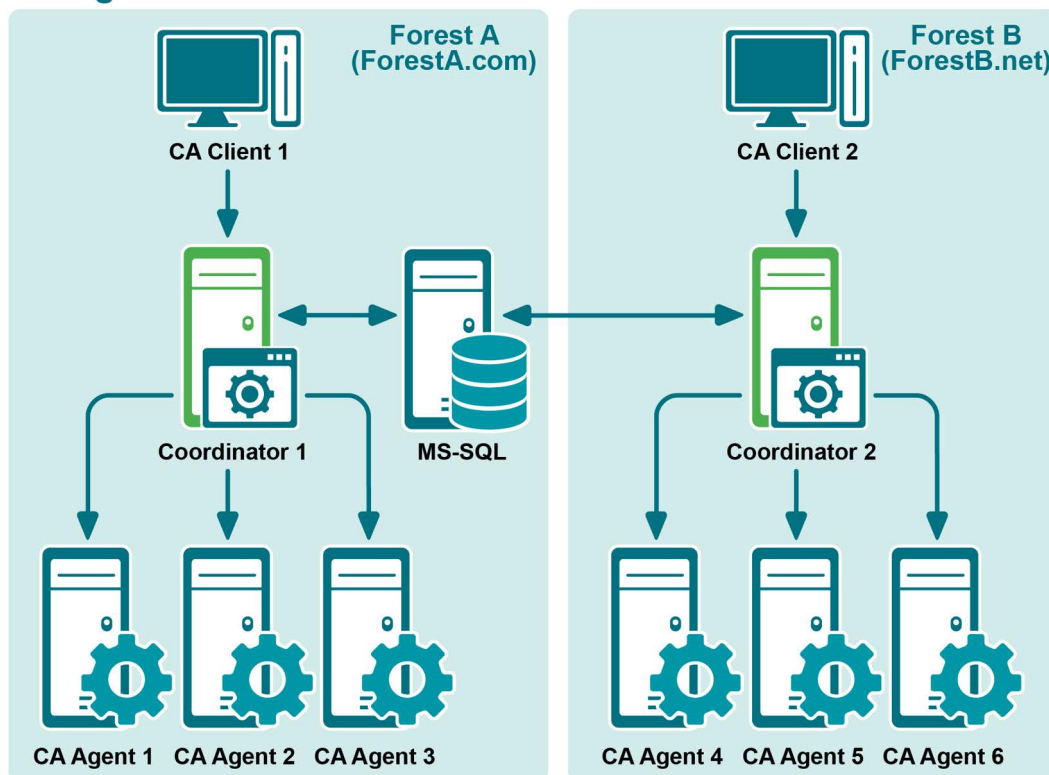 Forest A
(ForestA.com)
Forest B
(ForestB.net)
CA Client 1
CA Client 2
Coordinator 1
MS-SQL
Coordinator 2
CA Agent 1
CA Agent 2
CA Agent 3
CA Agent 4
CA Agent 5
CA Agent 6